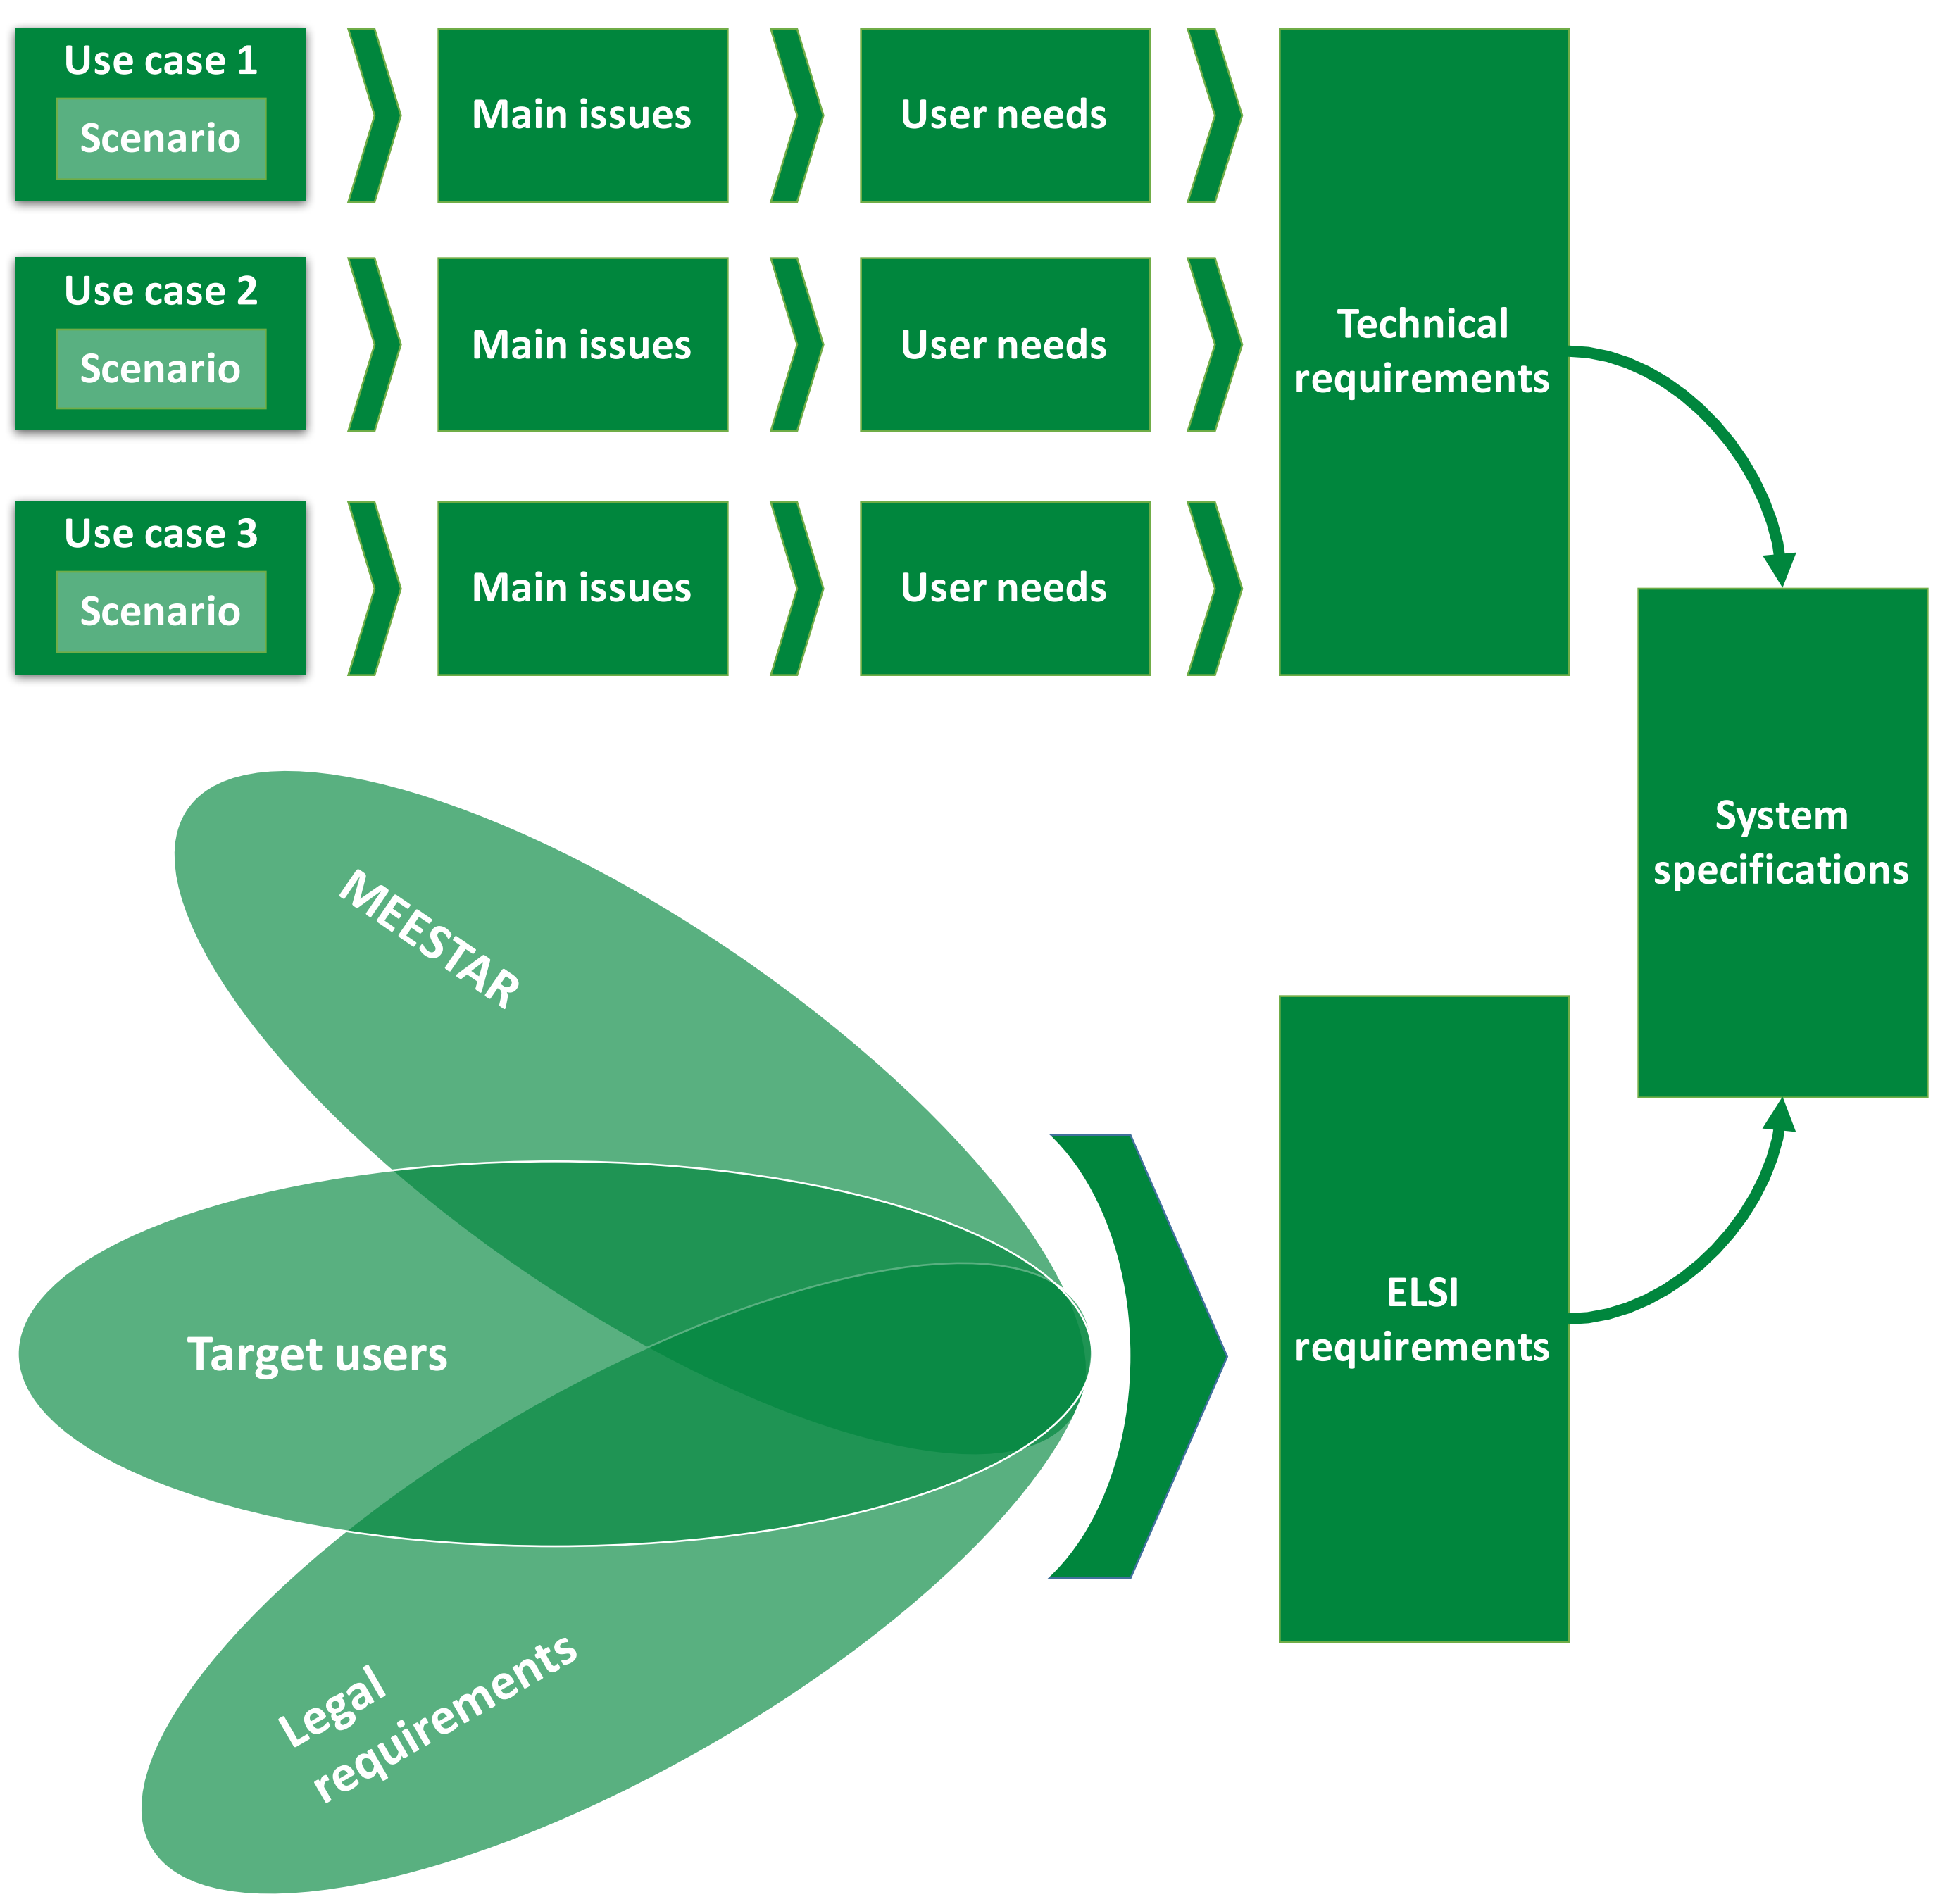 Use case 1
Scenario
Main issues
User needs
Use case 2
Scenario
Main issues
User needs
Use case 3
Scenario
Main issues
User needs
Technical
requirements
System
specifications
MEESTAR
Target users
Legal
requirements
ELSI
requirements